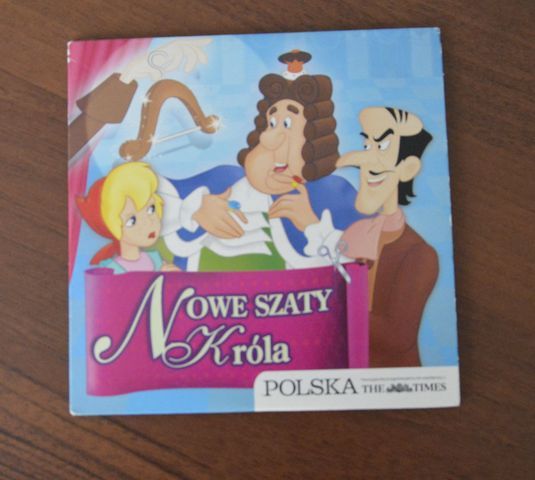 NOWE SZATY
Króla
POLSKA THE TIMES